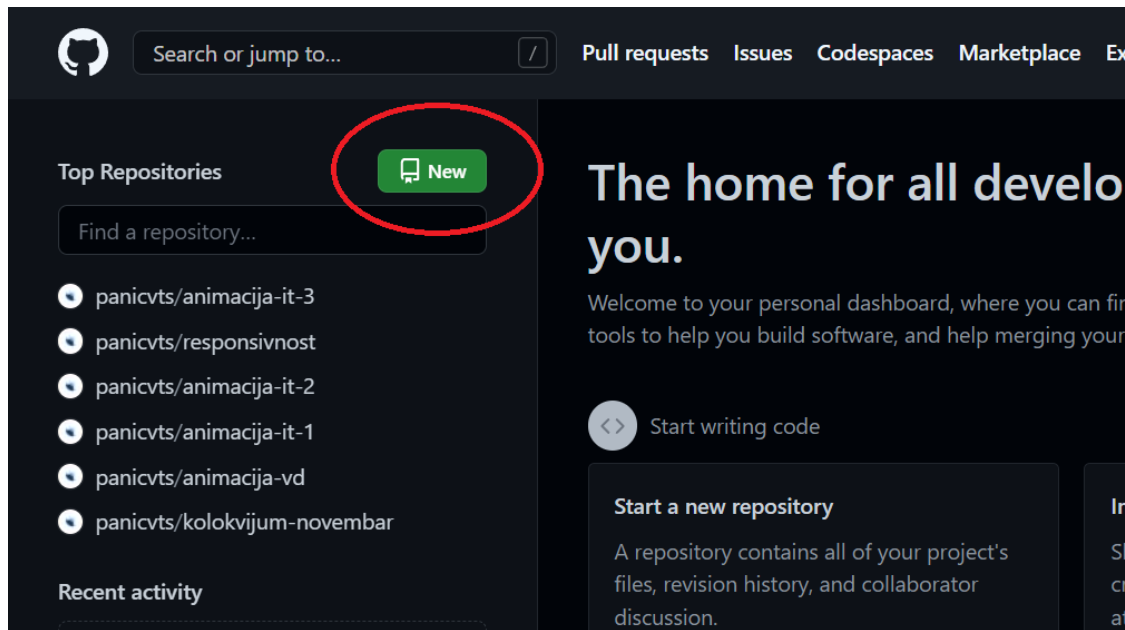 Search or jump to... /
Pull requests Issues Codespaces Marketplace
Top Repositories
New
Find a repository...
panicvts/animacija-it-3
panicvts/responsivnost
panicvts/animacija-it-2
panicvts/animacija-it-1
panicvts/animacija-vd
panicvts/kolokvijum-novembar
Recent activity
The home for all develo
you.
Welcome to your personal dashboard, where you can fin
tools to help you build software, and help merging your
Start writing code
Start a new repository
A repository contains all of your project's
files, revision history, and collaborator
discussion.